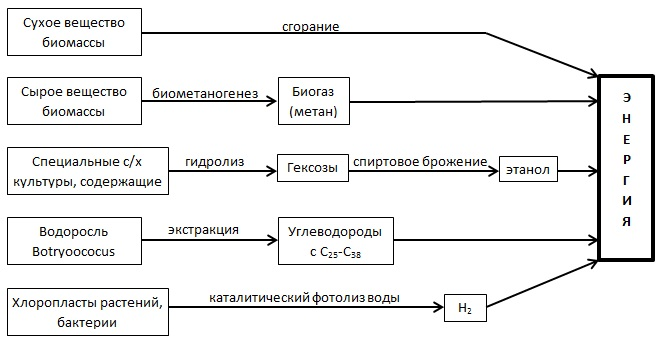 Сухое вещество
биомассы
сгорание
Сырое вещество
биомассы
биометаногенез
Биогаз
(метан)
Специальные с/х
культуры, содержащие
гидролиз
Гексозы
спиртовое брожение
этанол
Водоросль
Botryoococus
экстракция
Углеводороды
с C₂₅-C₃₈
Хлоропласты растений,
бактерии
каталитический фотолиз воды
H₂
Э
Н
Е
Р
Г
И
Я